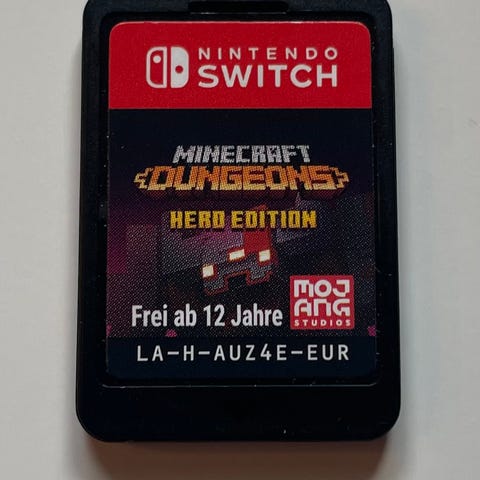 NINTENDO
SWITCH
MINECRAFT
DUNGEONS
HERO EDITION
Frei ab 12 Jahre
MOJ
ANG
STUDIOS
LA-H-AUZ4E-EUR